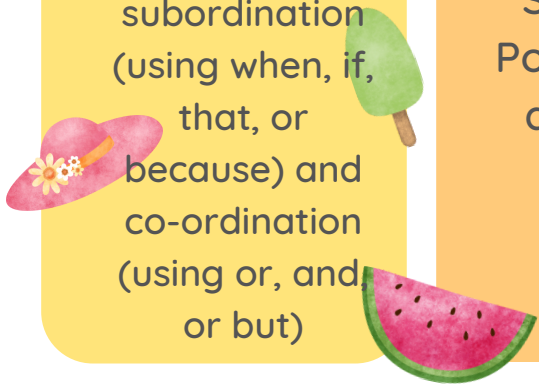 subordination
(using when, if,
that, or
because) and
co-ordination
(using or, and,
or but)